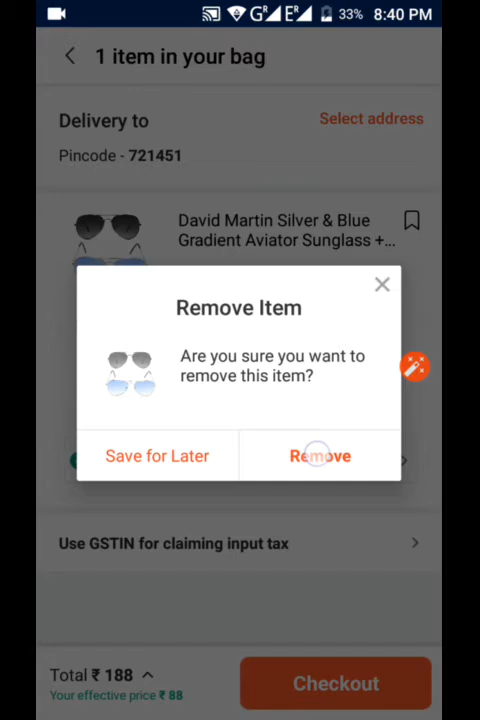 GR ER 33% 8:40 PM
1 item in your bag
Delivery to
Select address
Pincode - 721451
David Martin Silver & Blue
Gradient Aviator Sunglass +...
Remove Item
Are you sure you want to
remove this item?
Save for Later
Remove
Use GSTIN for claiming input tax
Total ₹ 188
Your effective price ₹ 88
Checkout